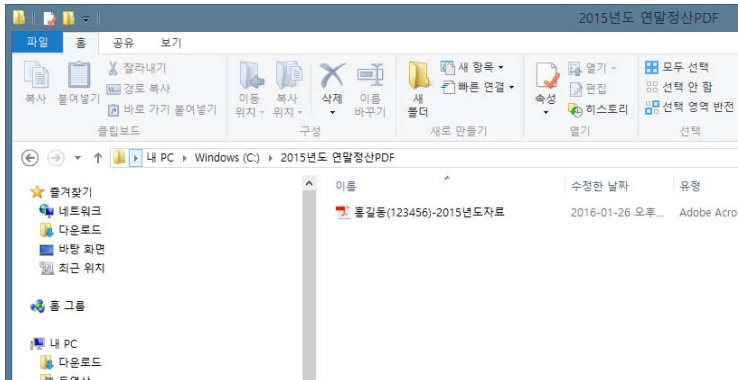 2015년도 연말정산PDF
파일 홈 공유 보기
잘라내기
경로 복사
바로 가기 붙여넣기
복사 붙여넣기
클립보드
이동 위치
복사 위치
삭제
이름 바꾸기
구성
새 폴더
새 항목
빠른 연결
새로 만들기
속성
열기
편집
히스토리
열기
모두 선택
선택 안 함
선택 영역 반전
선택
내 PC Windows (C:) 2015년도 연말정산PDF
이름 수정한 날짜 유형
홍길동(123456)-2015년도자료 2016-01-26 오후... Adobe Acro
즐겨찾기
네트워크
다운로드
바탕 화면
최근 위치
홈 그룹
내 PC
다운로드